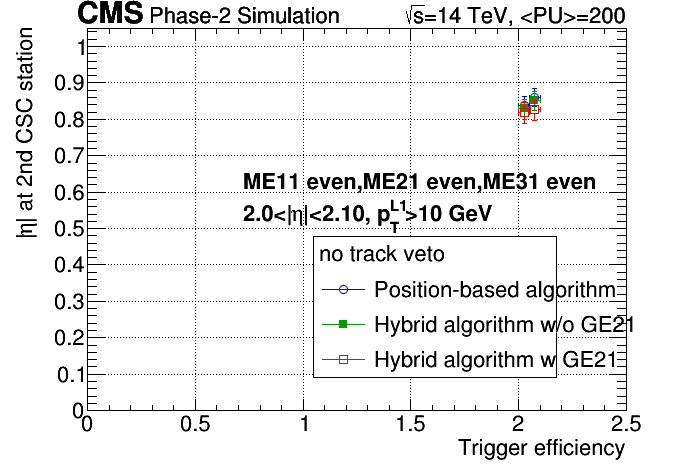 CMS Phase-2 Simulation √s=14 TeV, <PU>=200
|η| at 2nd CSC station
1
0.9
0.8
0.7
0.6
0.5
0.4
0.3
0.2
0.1
0
ME11 even,ME21 even,ME31 even
2.0<|η|<2.10, p_T^L1>10 GeV
no track veto
Position-based algorithm
Hybrid algorithm w/o GE21
Hybrid algorithm w GE21
0 0.5 1 1.5 2 2.5
Trigger efficiency